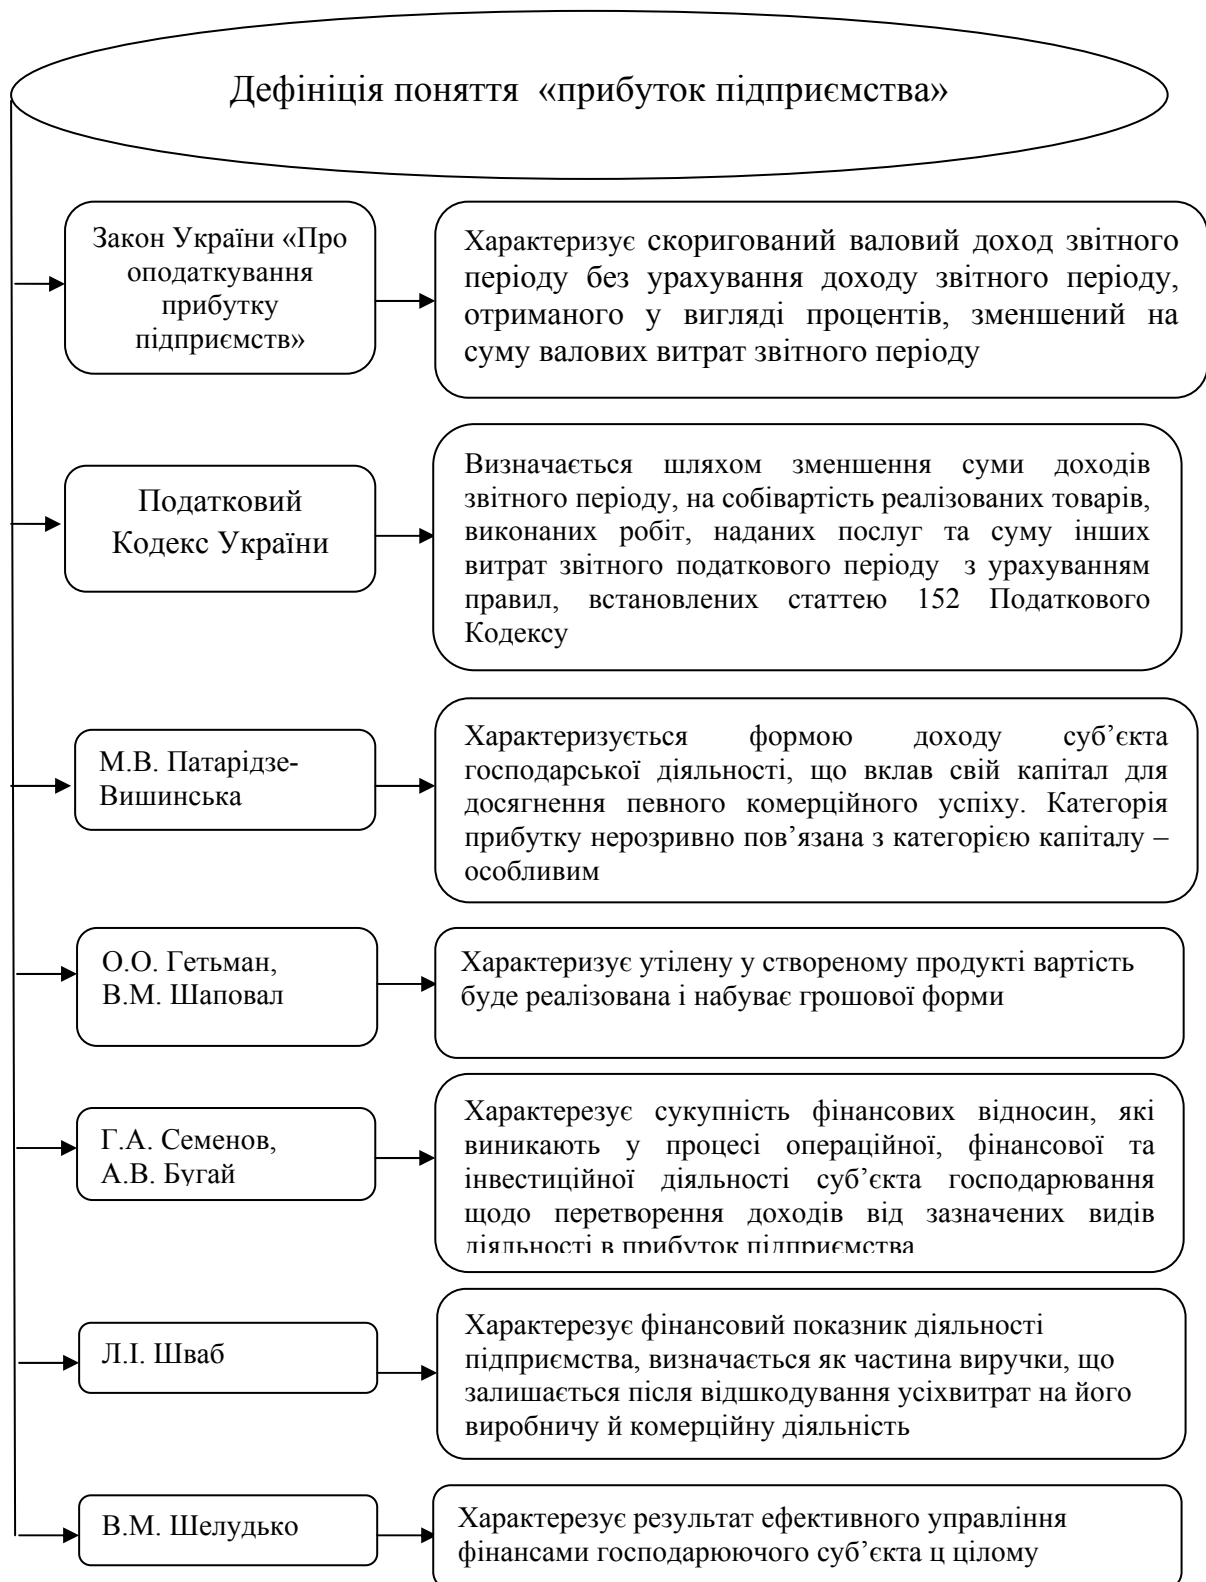 Дефініція поняття «прибуток підприємства»
Закон України «Про
оподаткування
прибутку
підприємств»
Характеризує скоригований валовий доход звітного
періоду без урахування доходу звітного періоду,
отриманого у вигляді процентів, зменшений на
суму валових витрат звітного періоду
Податковий
Кодекс України
Визначається шляхом зменшення суми доходів
звітного періоду, на собівартість реалізованих товарів,
виконаних робіт, наданих послуг та суму інших
витрат звітного податкового періоду з урахуванням
правил, встановлених статтею 152 Податкового
Кодексу
М.В. Патарідзе-
Вишинська
Характеризується формою доходу суб’єкта
господарської діяльності, що вклав свій капітал для
досягнення певного комерційного успіху. Категорія
прибутку нерозривно пов’язана з категорією капіталу –
особливим
О.О. Гетьман,
В.М. Шаповал
Характеризує утілену у створеному продукті вартість
буде реалізована і набуває грошової форми
Г.А. Семенов,
А.В. Бугай
Характерезує сукупність фінансових відносин, які
виникають у процесі операційної, фінансової та
інвестиційної діяльності суб’єкта господарювання
щодо перетворення доходів від зазначених видів
діяльності в прибуток підприємства
Л.І. Шваб
Характерезує фінансовий показник діяльності
підприємства, визначається як частина виручки, що
залишається після відшкодування усіхвитрат на його
виробничу й комерційну діяльність
В.М. Шелудько
Характерезує результат ефективного управління
фінансами господарюючого суб’єкта ц цілому